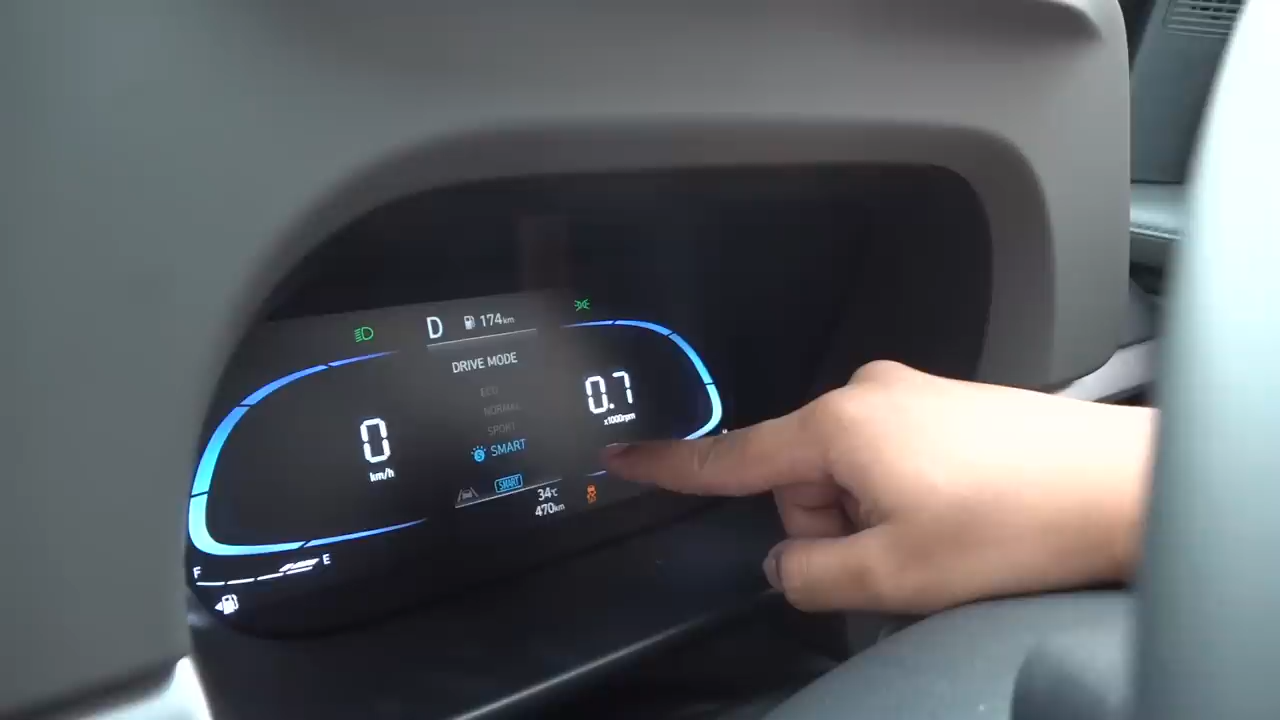 D 174km
DRIVE MODE
ECO
NORMAL
SPORT
SMART
0
km/h
0.7
x1000rpm
SMART
34℃
470km
F E